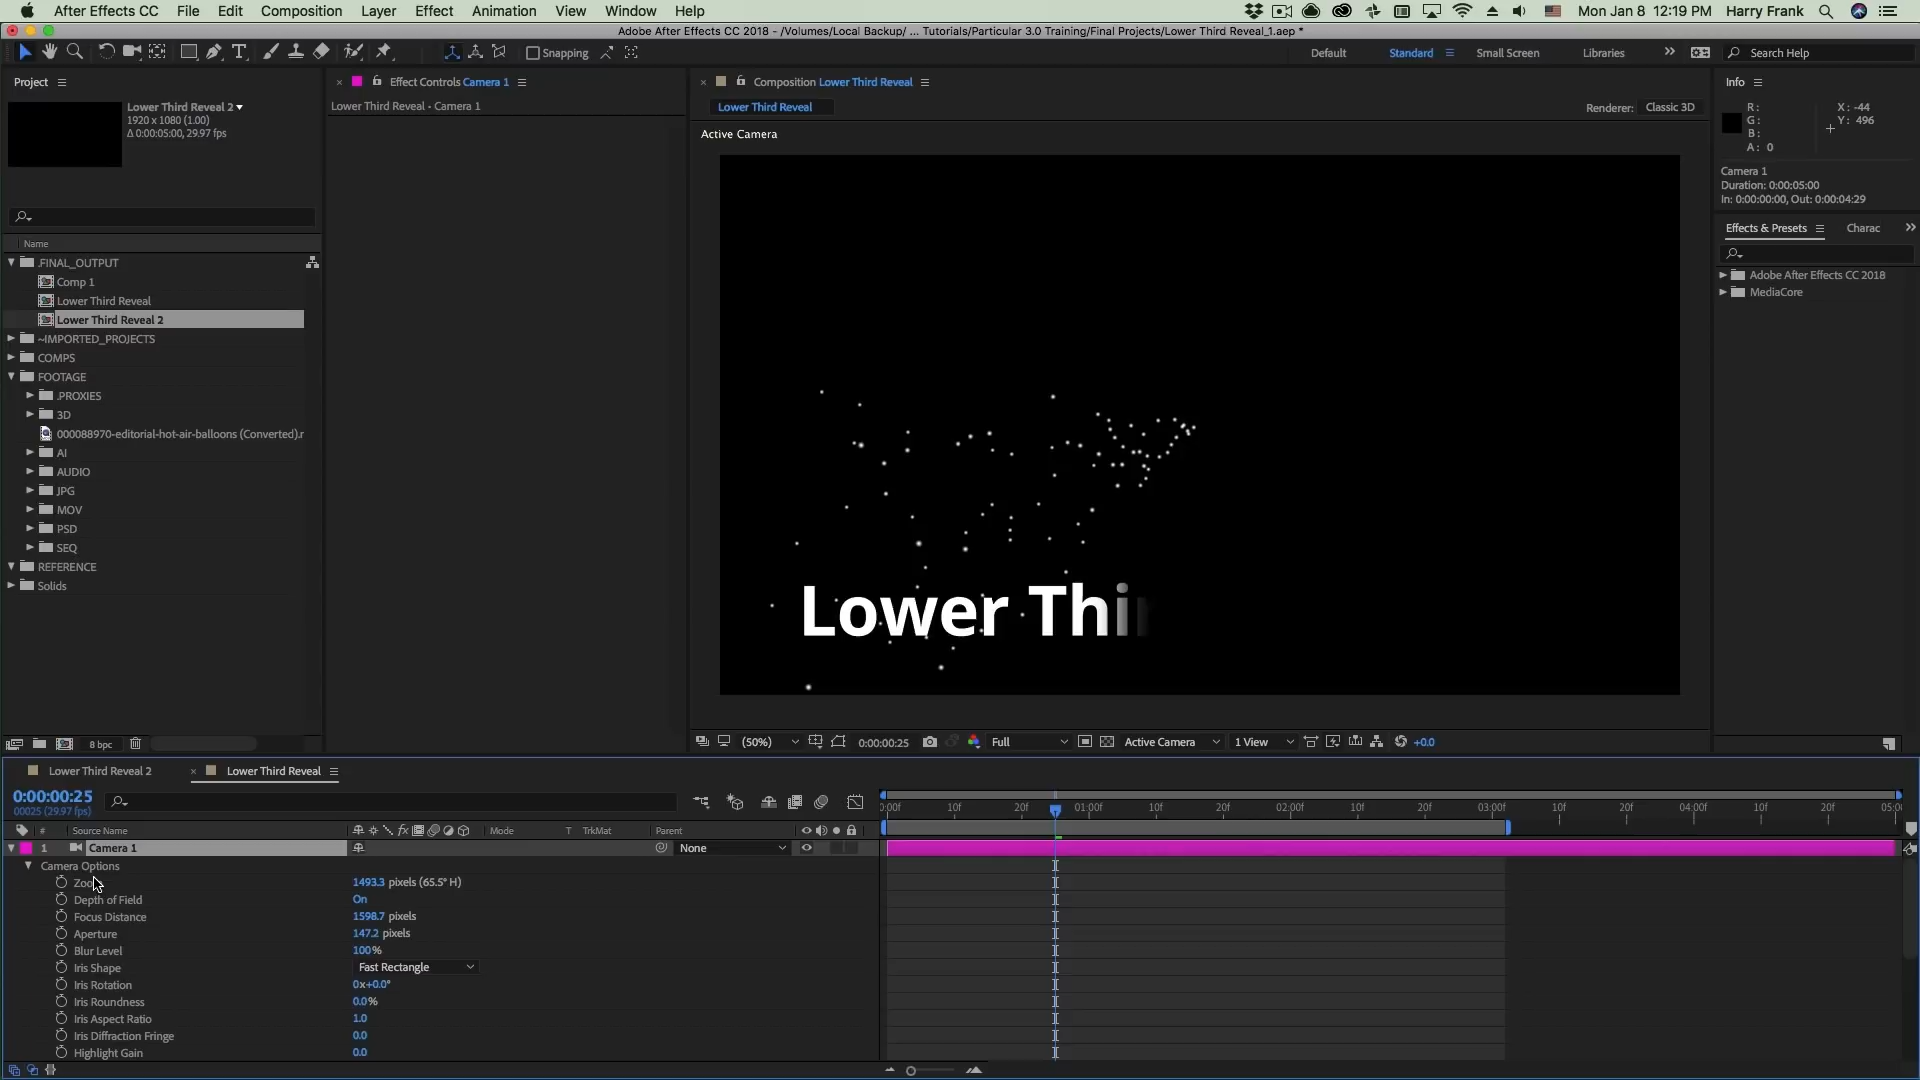 After Effects CC File Edit Composition Layer Effect Animation View Window Help Mon Jan 8 12:19 PM Harry Frank
Adobe After Effects CC 2018 - /Volumes/Local Backup/ ... Tutorials/Particular 3.0 Training/Final Projects/Lower Third Reveal_1.aep *
Snapping Default Standard Small Screen Libraries Search Help
Project
Lower Third Reveal 2
1920 x 1080 (1.00)
Δ 0:00:05:00, 29.97 fps
Name
.FINAL_OUTPUT
Comp 1
Lower Third Reveal
Lower Third Reveal 2
~IMPORTED_PROJECTS
COMPS
FOOTAGE
.PROXIES
3D
000088970-editorial-hot-air-balloons (Converted).r
AI
AUDIO
JPG
MOV
PSD
SEQ
REFERENCE
Solids
8 bpc
Effect Controls Camera 1
Lower Third Reveal • Camera 1
Composition Lower Third Reveal
Lower Third Reveal
Renderer: Classic 3D
Active Camera
Lower Thir
(50%) 0:00:00:25 Full Active Camera 1 View +0.0
Info
R: X: -44
G: Y: 496
B:
A: 0
Camera 1
Duration: 0:00:05:00
In: 0:00:00:00, Out: 0:00:04:29
Effects & Presets Charac
Adobe After Effects CC 2018
MediaCore
Lower Third Reveal 2 Lower Third Reveal
0:00:00:25
00025 (29.97 fps)
:00f 10f 20f 01:00f 10f 20f 02:00f 10f 20f 03:00f 10f 20f 04:00f 10f 20f 05:0
# Source Name Mode T TrkMat Parent
1 Camera 1 None
Camera Options
Zoo 1493.3 pixels (65.5° H)
Depth of Field On
Focus Distance 1598.7 pixels
Aperture 147.2 pixels
Blur Level 100%
Iris Shape Fast Rectangle
Iris Rotation 0x+0.0°
Iris Roundness 0.0%
Iris Aspect Ratio 1.0
Iris Diffraction Fringe 0.0
Highlight Gain 0.0